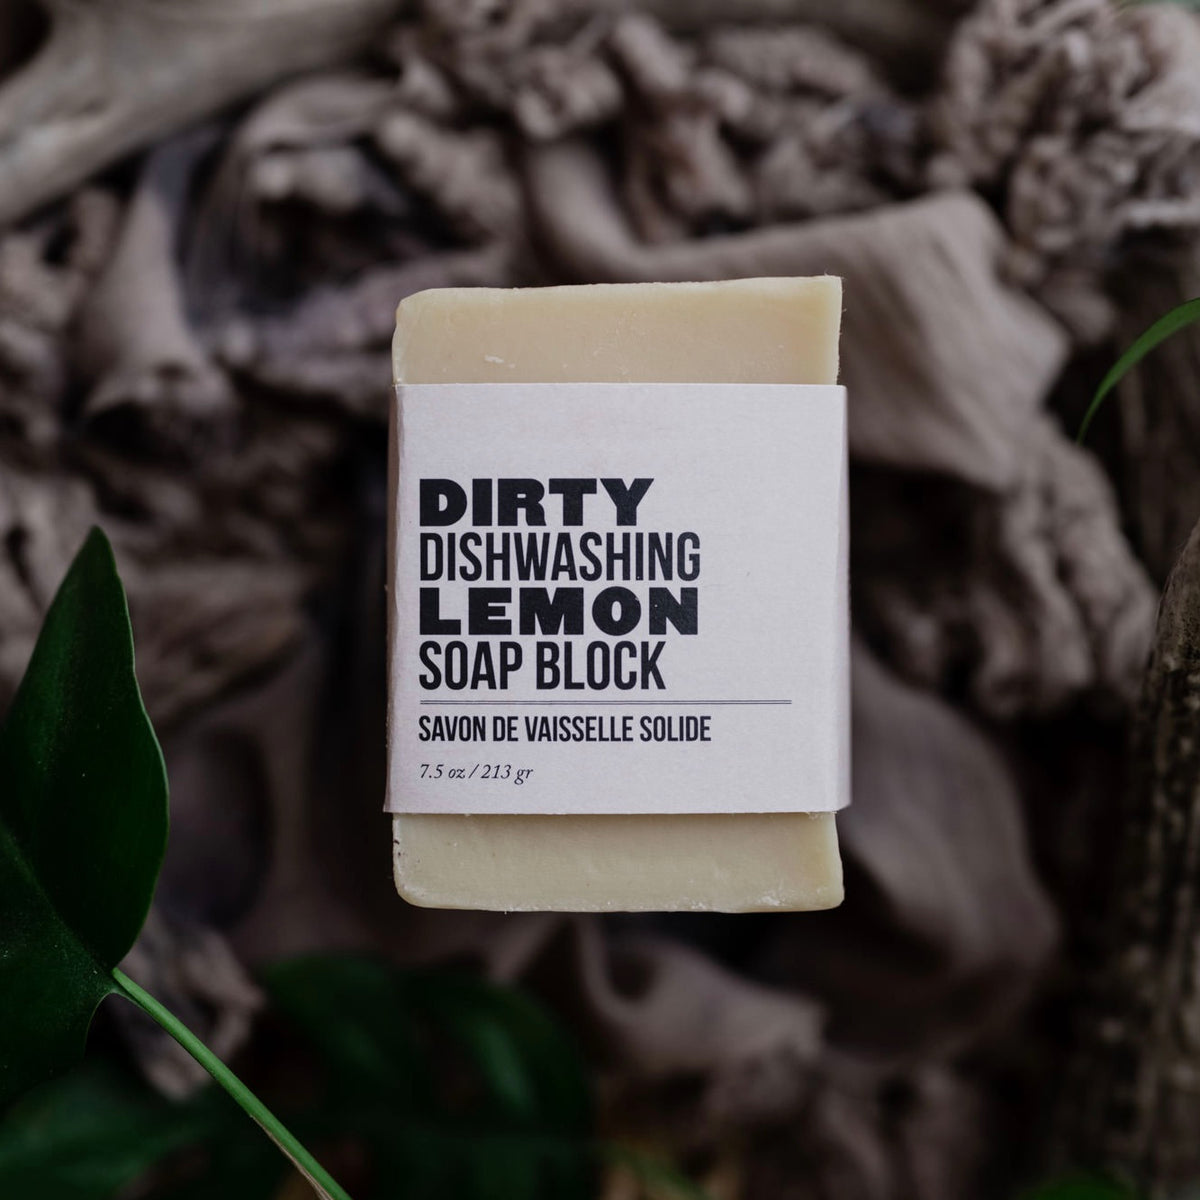 DIRTY
DISHWASHING
LEMON
SOAP BLOCK
SAVON DE VAISSELLE SOLIDE
7.5 oz / 213 gr